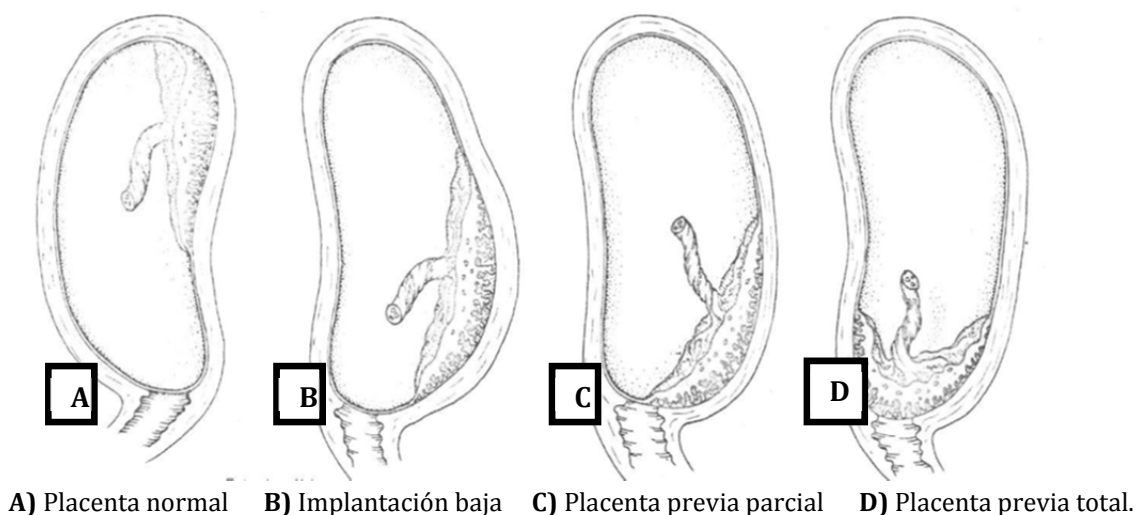 A
B
C
D
A) Placenta normal B) Implantación baja C) Placenta previa parcial D) Placenta previa total.